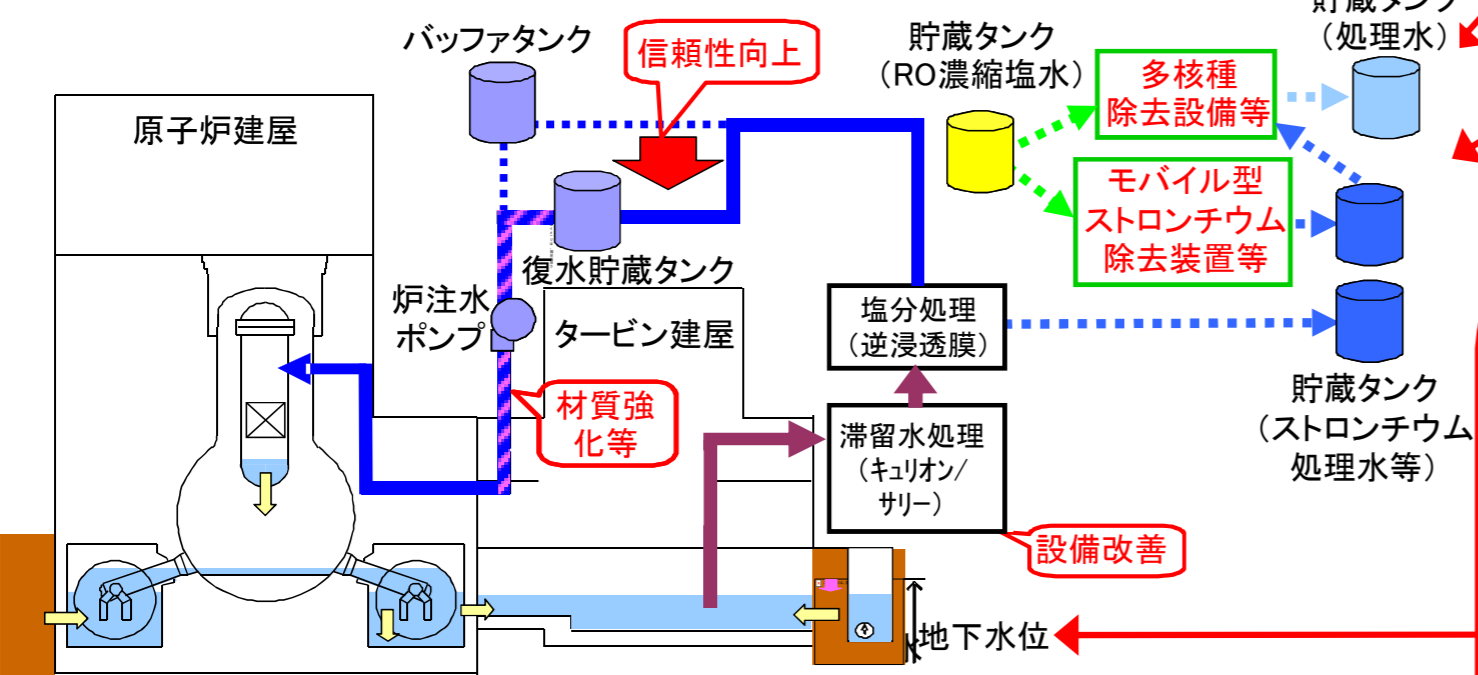 貯蔵タンク
（処理水）
バッファタンク
信頼性向上
貯蔵タンク
（RO濃縮塩水）
多核種
除去設備等
原子炉建屋
モバイル型
ストロンチウム
除去装置等
復水貯蔵タンク
炉注水
ポンプ
タービン建屋
塩分処理
（逆浸透膜）
材質強
化等
滞留水処理
（キュリオン/
サリー）
貯蔵タンク
（ストロンチウム
処理水等）
設備改善
地下水位